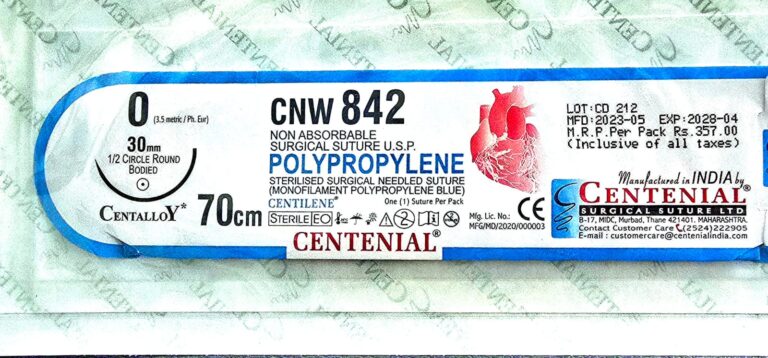 0 (3.5 metric / Ph. Eur)
30 mm
1/2 CIRCLE ROUND
BODIED
CENTALLOY*
70cm
CNW 842
NON ABSORBABLE
SURGICAL SUTURE U.S.P.
POLYPROPYLENE
STERILISED SURGICAL NEEDLED SUTURE
(MONOFILAMENT POLYPROPYLENE BLUE)
CENTILENE® One (1) Suture Per Pack
STERILE EO
CENTENIAL®
Mfg. Lic. No.:
MFG/MD/2020/000003
CE
LOT:CD 212
MFD:2023-05 EXP:2028-04
M.R.P.Per Pack Rs.357.00
(Inclusive of all taxes)
Manufactured in INDIA by
CENTENIAL®
SURGICAL SUTURE LTD
B-17, MIDC, Murbad, Thane 421401. MAHARASHTRA.
Contact Customer Care (2524)222905
E-mail : customercare@centenialindia.com
CENTENIAL